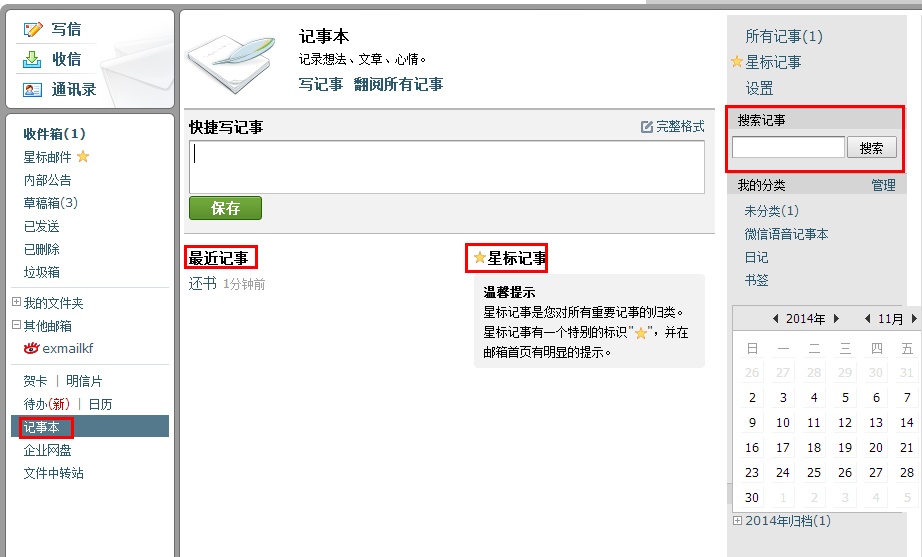 写信
收信
通讯录
收件箱(1)
星标邮件
内部公告
草稿箱(3)
已发送
已删除
垃圾箱
我的文件夹
其他邮箱
exmailkf
贺卡 | 明信片
待办(新) | 日历
记事本
企业网盘
文件中转站
记事本
记录想法、文章、心情。
写记事 翻阅所有记事
快捷写记事 完整格式
保存
最近记事
还书 1分钟前
星标记事
温馨提示
星标记事是您对所有重要记事的归类。
星标记事有一个特别的标识"⭐"，并在
邮箱首页有明显的提示。
所有记事(1)
星标记事
设置
搜索记事
搜索
我的分类 管理
未分类(1)
微信语音记事本
日记
书签
2014年 11月
日 一 二 三 四 五
26 27 28 29 30 31
2 3 4 5 6 7
9 10 11 12 13 14
16 17 18 19 20 21
23 24 25 26 27 28
30 1 2 3 4 5
2014年归档(1)